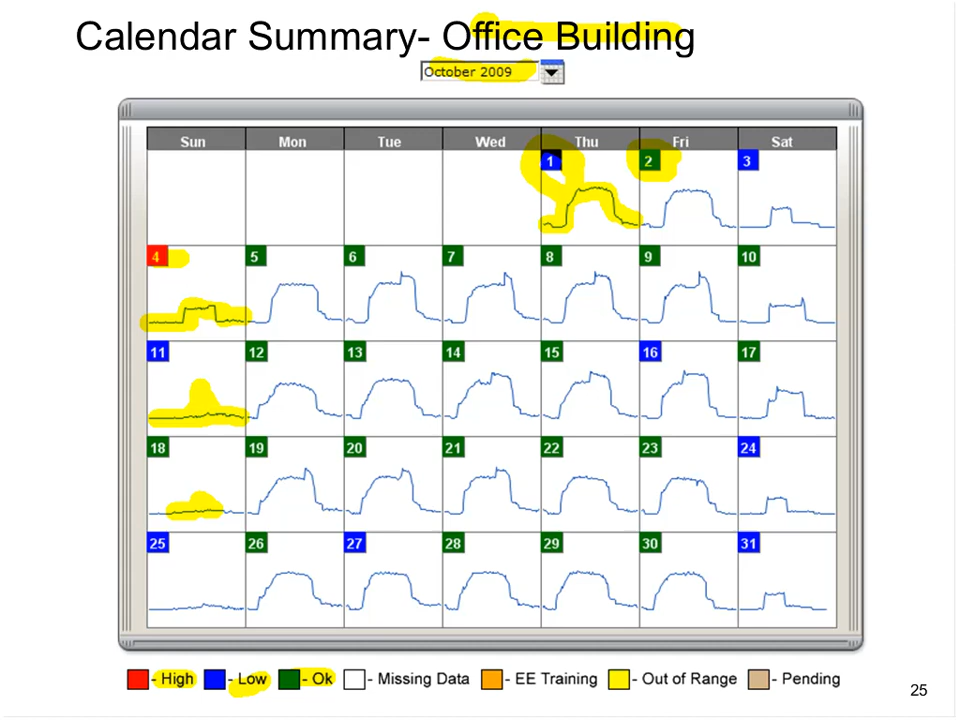 Calendar Summary- Office Building
October 2009
Sun Mon Tue Wed Thu Fri Sat
1 2 3
4 5 6 7 8 9 10
11 12 13 14 15 16 17
18 19 20 21 22 23 24
25 26 27 28 29 30 31
- High - Low - Ok - Missing Data - EE Training - Out of Range - Pending
25